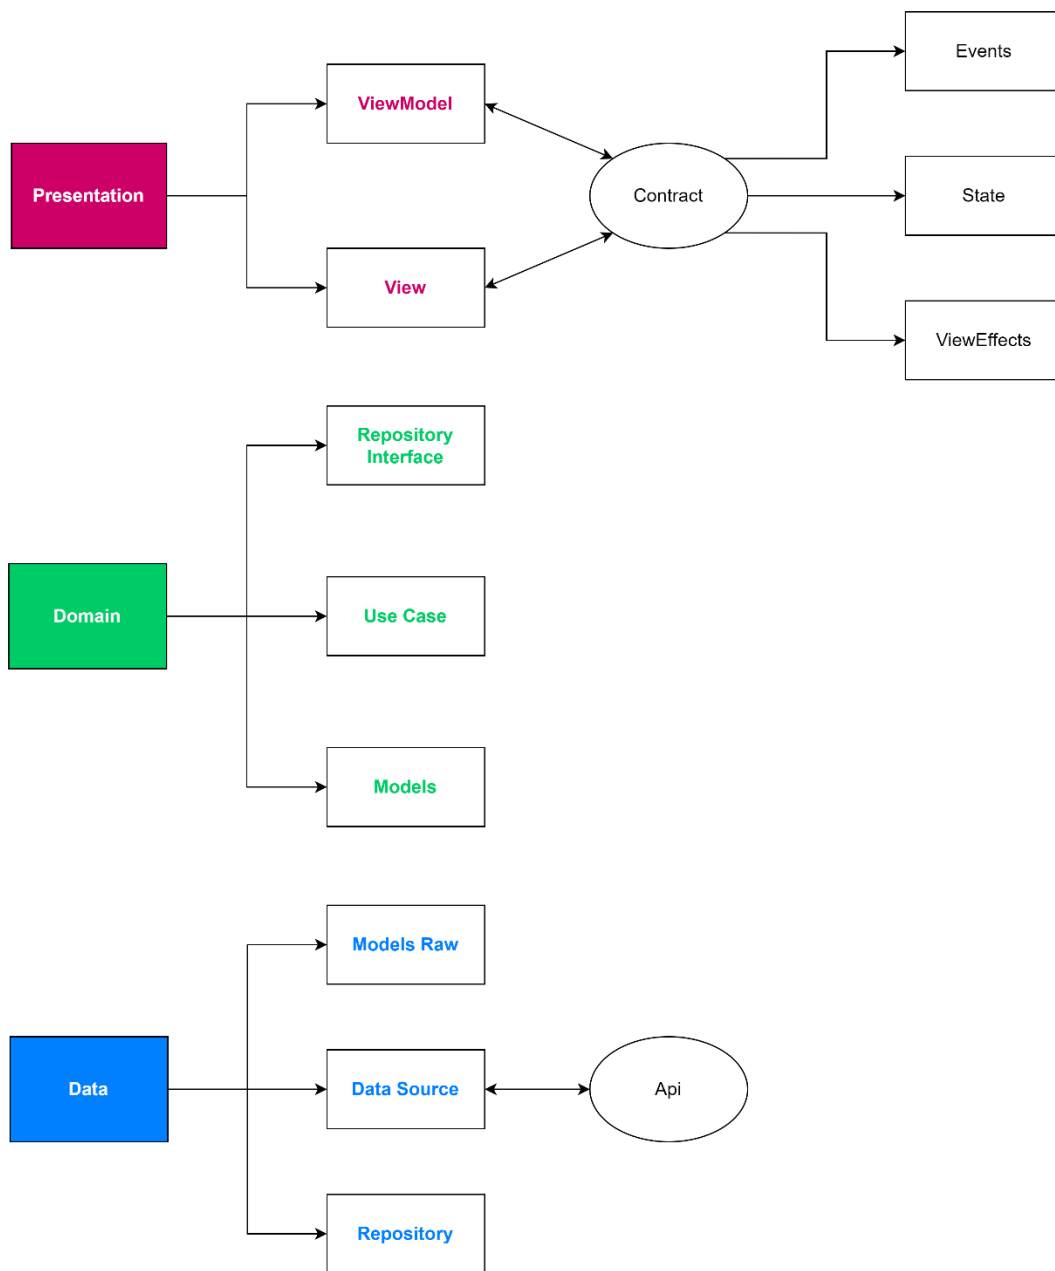 Events
ViewModel
Presentation
Contract
State
View
ViewEffects
Repository
Interface
Domain
Use Case
Models
Models Raw
Data
Data Source
Api
Repository